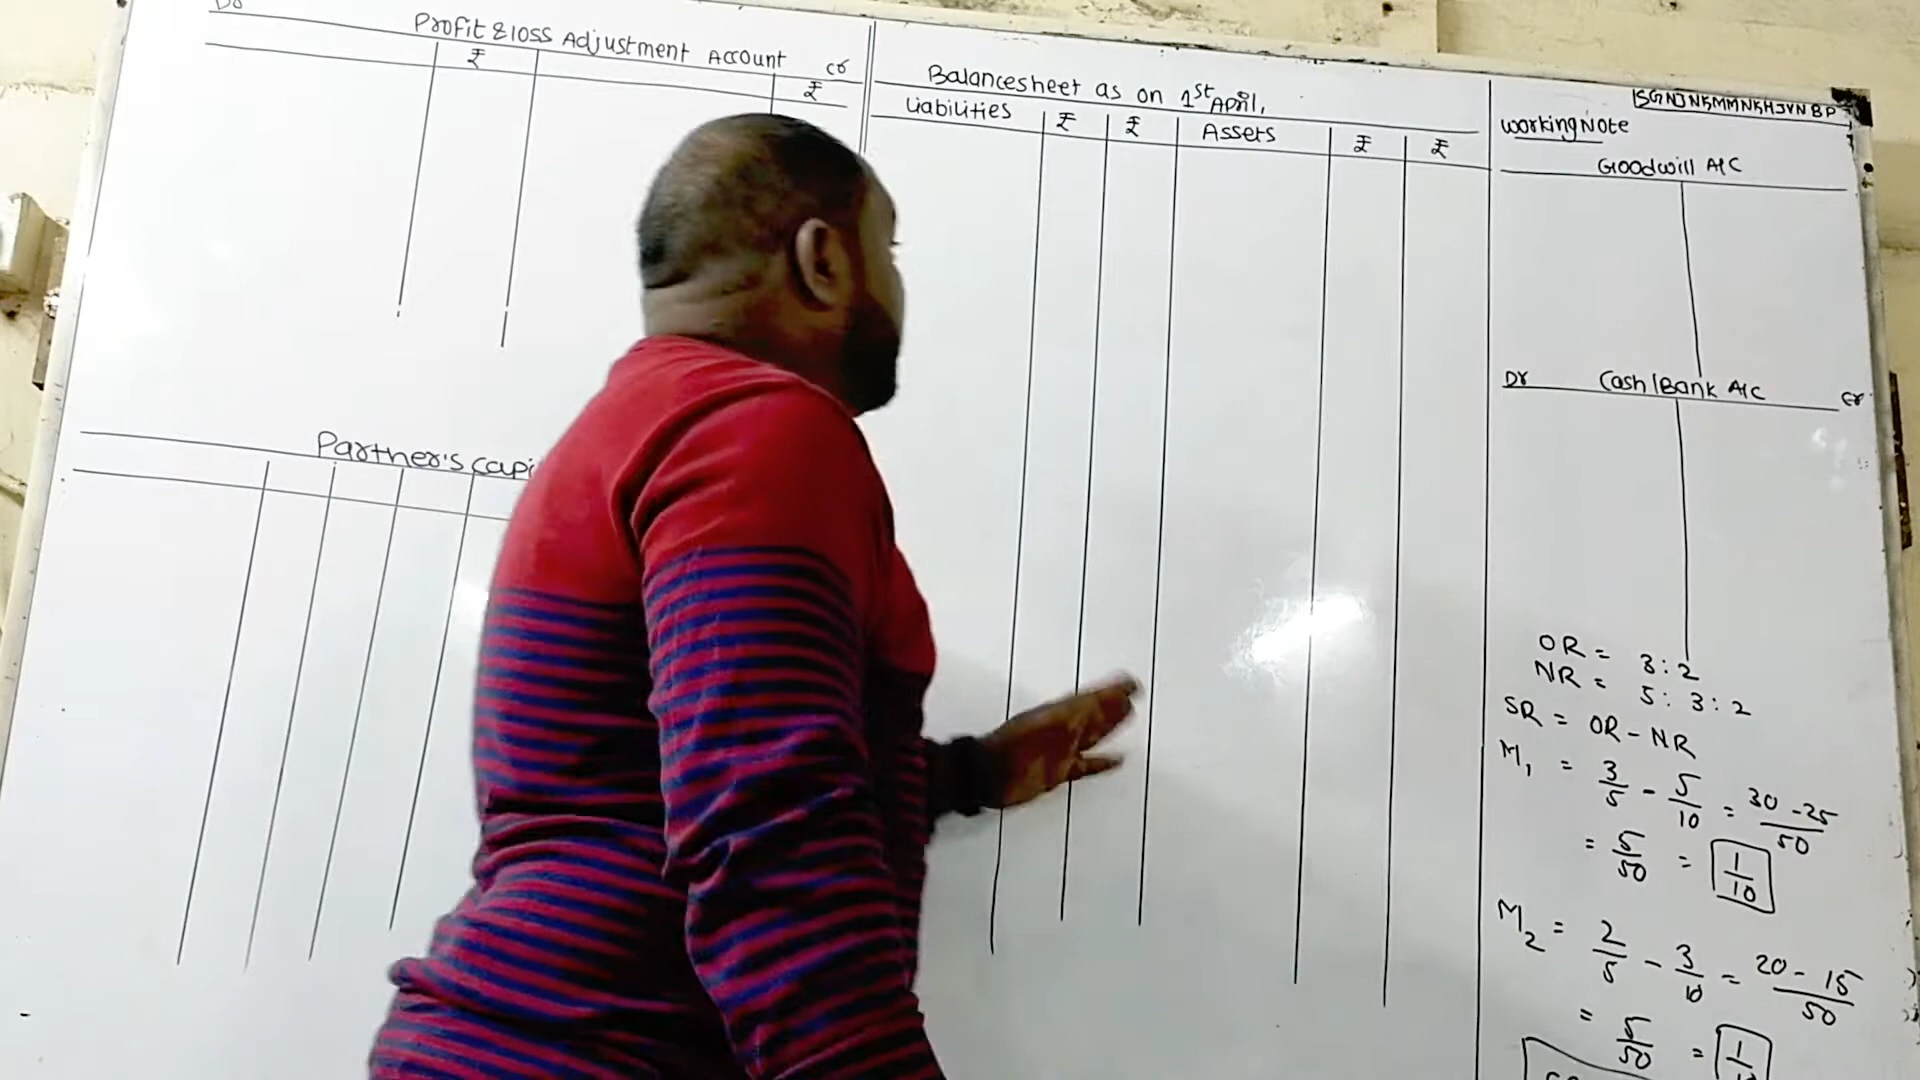 Dr
Profit & loss Adjustment Account cr
₹ ₹
Partner's capi
Balancesheet as on 1st April,
Liabilities ₹ ₹ Assets ₹ ₹
SGNJNKMMNKHJVNBP
Working Note
Goodwill A/C
Dr Cash/Bank A/C cr
OR = 3:2
NR = 5:3:2
SR = OR - NR
M1 = 3/5 - 5/10 = 30-25/50
= 5/50 = 1/10
M2 = 2/5 - 3/10 = 20-15/50
= 5/50 =